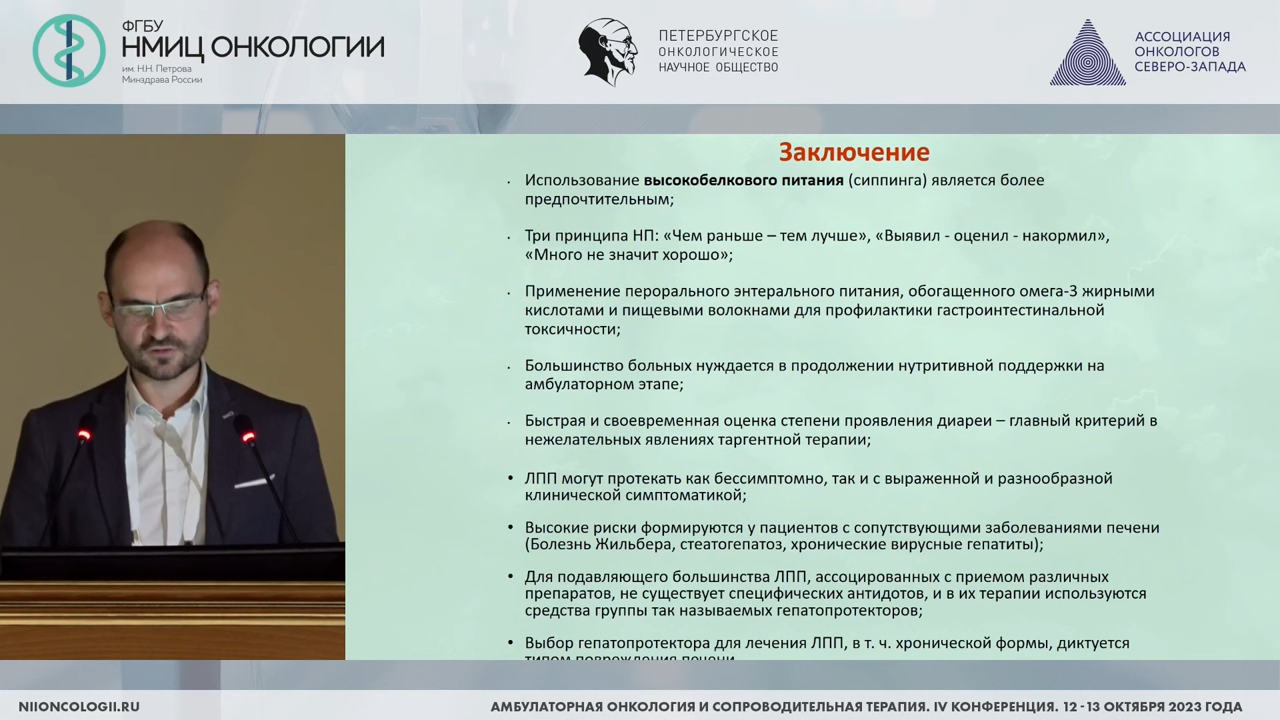 ФГБУ
НМИЦ ОНКОЛОГИИ
им. Н.Н. Петрова
Минздрава России
ПЕТЕРБУРГСКОЕ
ОНКОЛОГИЧЕСКОЕ
НАУЧНОЕ ОБЩЕСТВО
АССОЦИАЦИЯ
ОНКОЛОГОВ
СЕВЕРО-ЗАПАДА
Заключение
• Использование высокобелкового питания (сиппинга) является более
предпочтительным;
• Три принципа НП: «Чем раньше – тем лучше», «Выявил - оценил - накормил»,
«Много не значит хорошо»;
• Применение перорального энтерального питания, обогащенного омега-3 жирными
кислотами и пищевыми волокнами для профилактики гастроинтестинальной
токсичности;
• Большинство больных нуждается в продолжении нутритивной поддержки на
амбулаторном этапе;
• Быстрая и своевременная оценка степени проявления диареи – главный критерий в
нежелательных явлениях таргентной терапии;
• ЛПП могут протекать как бессимптомно, так и с выраженной и разнообразной
клинической симптоматикой;
• Высокие риски формируются у пациентов с сопутствующими заболеваниями печени
(Болезнь Жильбера, стеатогепатоз, хронические вирусные гепатиты);
• Для подавляющего большинства ЛПП, ассоциированных с приемом различных
препаратов, не существует специфических антидотов, и в их терапии используются
средства группы так называемых гепатопротекторов;
• Выбор гепатопротектора для лечения ЛПП, в т. ч. хронической формы, диктуется
типом повреждения печени
NIIONCOLOGII.RU
АМБУЛАТОРНАЯ ОНКОЛОГИЯ И СОПРОВОДИТЕЛЬНАЯ ТЕРАПИЯ. IV КОНФЕРЕНЦИЯ. 12 - 13 ОКТЯБРЯ 2023 ГОДА